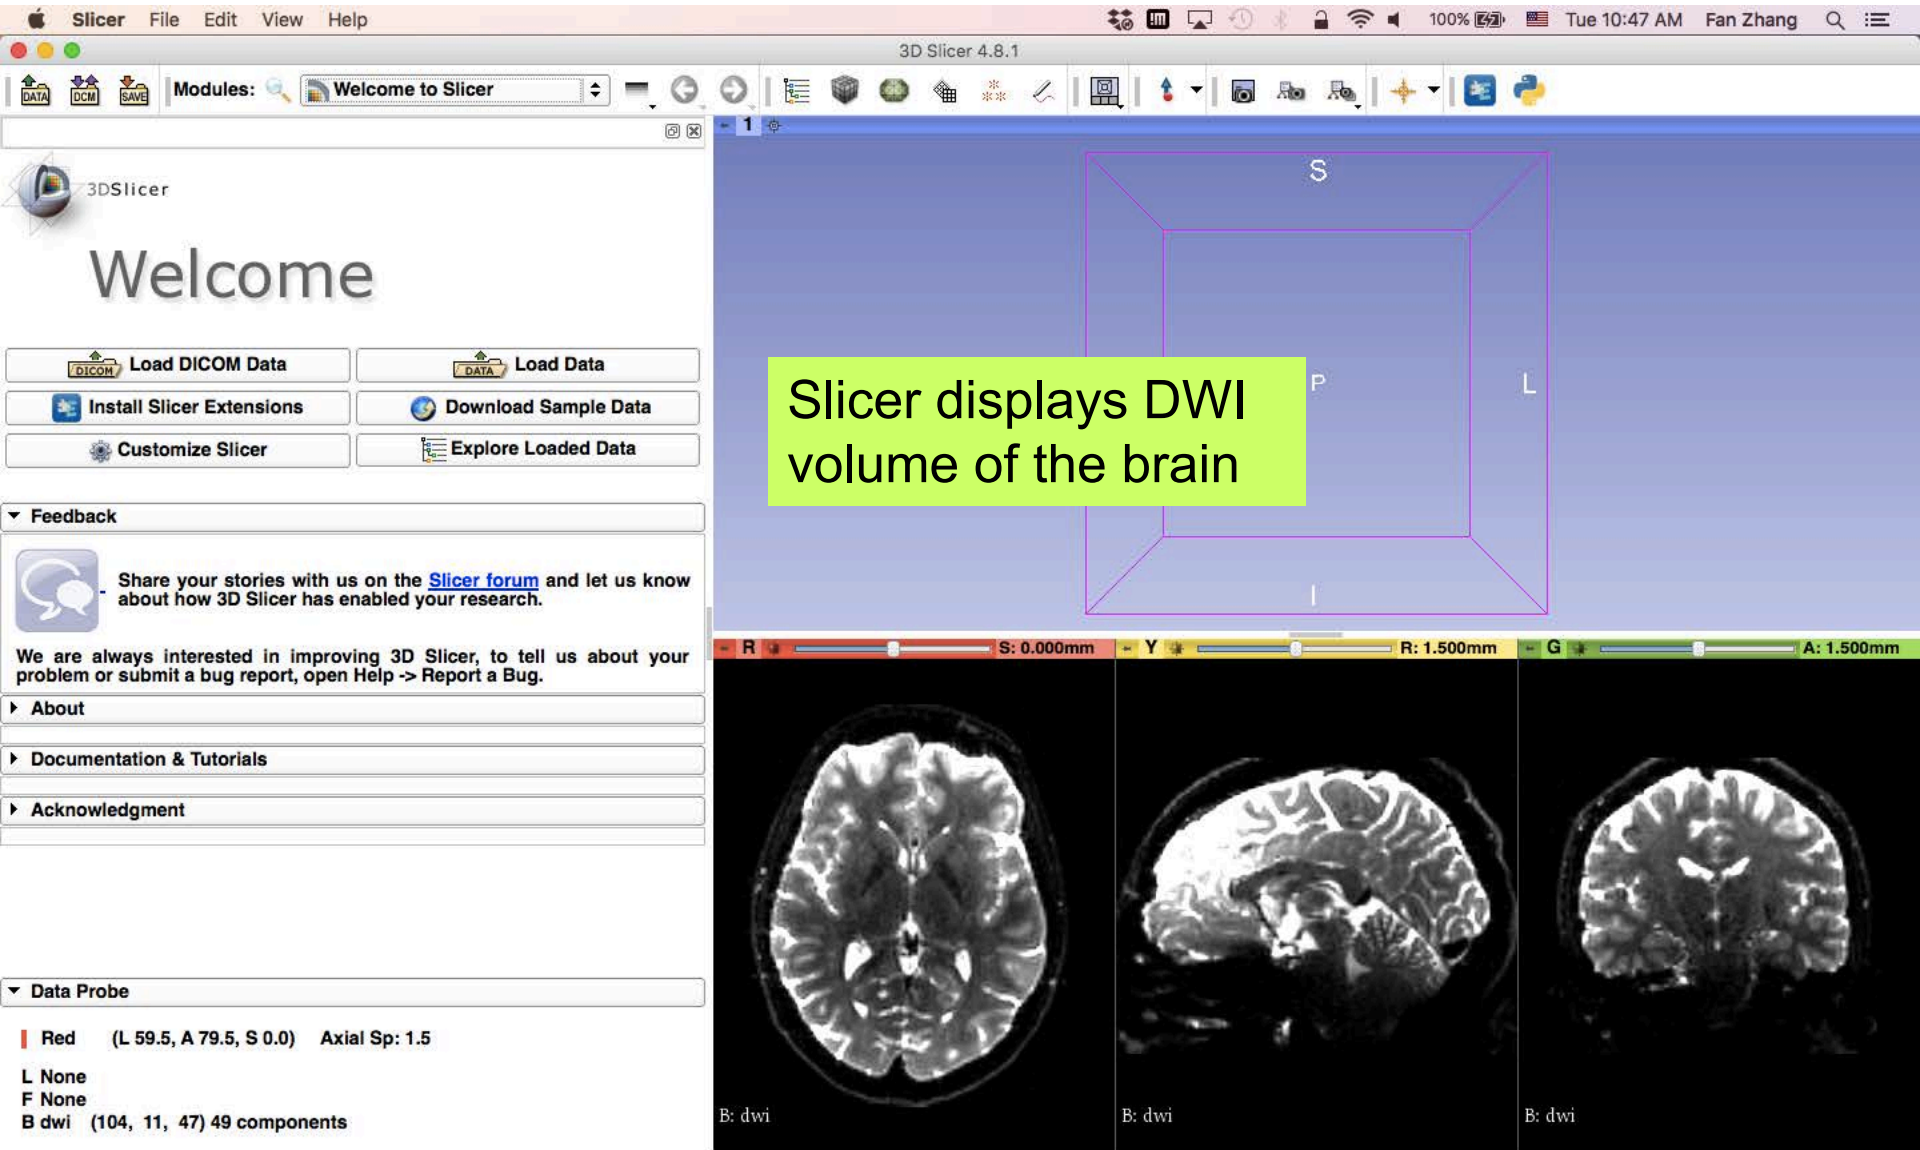 Slicer File Edit View Help 100% Tue 10:47 AM Fan Zhang
3D Slicer 4.8.1
DATA DCM SAVE Modules: Welcome to Slicer
1
3DSlicer
Welcome
DICOM Load DICOM Data
DATA Load Data
Install Slicer Extensions
Download Sample Data
Customize Slicer
Explore Loaded Data
Feedback
Share your stories with us on the Slicer forum and let us know
about how 3D Slicer has enabled your research.
We are always interested in improving 3D Slicer, to tell us about your
problem or submit a bug report, open Help -> Report a Bug.
About
Documentation & Tutorials
Acknowledgment
Data Probe
Red (L 59.5, A 79.5, S 0.0) Axial Sp: 1.5
L None
F None
B dwi (104, 11, 47) 49 components
S
P
L
I
Slicer displays DWI
volume of the brain
R S: 0.000mm
Y R: 1.500mm
G A: 1.500mm
B: dwi
B: dwi
B: dwi